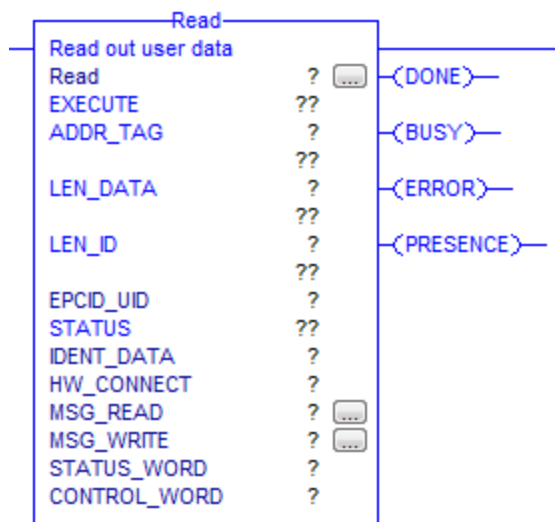 Read
Read out user data
Read ? ... (DONE)
EXECUTE ??
ADDR_TAG ? (BUSY)
??
LEN_DATA ? (ERROR)
??
LEN_ID ? (PRESENCE)
??
EPCID_UID ?
STATUS ??
IDENT_DATA ?
HW_CONNECT ?
MSG_READ ? ...
MSG_WRITE ? ...
STATUS_WORD ?
CONTROL_WORD ?